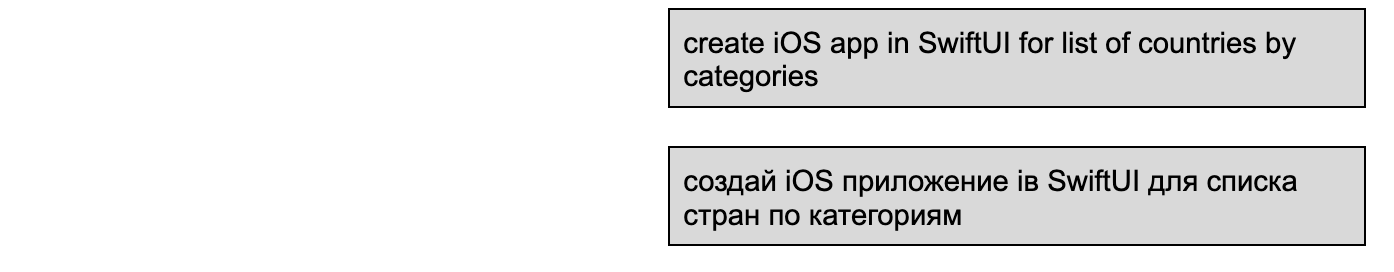 create iOS app in SwiftUI for list of countries by
categories
создай iOS приложение iв SwiftUI для списка
стран по категориям